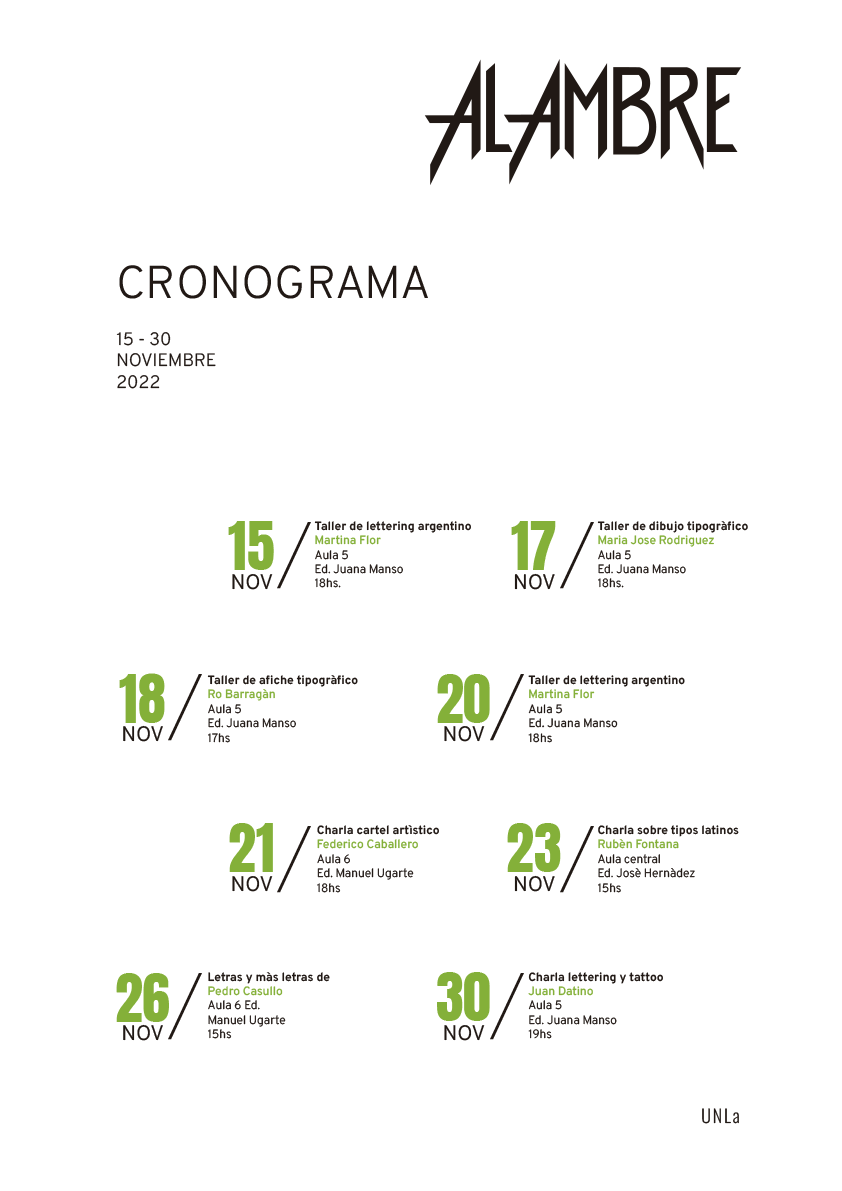 ALAMBRE
CRONOGRAMA
15 - 30
NOVIEMBRE
2022
15
NOV
Taller de lettering argentino
Martina Flor
Aula 5
Ed. Juana Manso
18hs.
17
NOV
Taller de dibujo tipogràfico
Maria Jose Rodriguez
Aula 5
Ed. Juana Manso
18hs.
18
NOV
Taller de afiche tipogràfico
Ro Barragàn
Aula 5
Ed. Juana Manso
17hs
20
NOV
Taller de lettering argentino
Martina Flor
Aula 5
Ed. Juana Manso
18hs
21
NOV
Charla cartel artìstico
Federico Caballero
Aula 6
Ed. Manuel Ugarte
18hs
23
NOV
Charla sobre tipos latinos
Rubèn Fontana
Aula central
Ed. Josè Hernàdez
15hs
26
NOV
Letras y màs letras de
Pedro Casullo
Aula 6 Ed.
Manuel Ugarte
15hs
30
NOV
Charla lettering y tattoo
Juan Datino
Aula 5
Ed. Juana Manso
19hs
UNLa